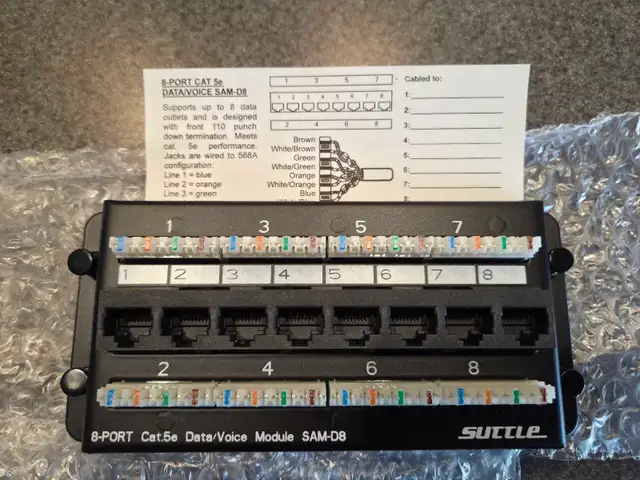 8-PORT CAT 5e
DATA/VOICE SAM-D8
Supports up to 8 data
outlets and is designed
with front 110 punch
down termination. Meets
cat. 5e performance.
Jacks are wired to 568A
configuration:
Line 1 = blue
Line 2 = orange
Line 3 = green
1 3 5 7
1 2 3 4 5 6 7 8
2 4 6 8
Brown
White/Brown
Green
White/Green
Orange
White/Orange
Blue
Cabled to:
1:
2:
3:
4:
5:
6:
7:
8:
1 3 5 7
1 2 3 4 5 6 7 8
2 4 6 8
8-PORT Cat.5e Data/Voice Module SAM-D8
SUTTLE